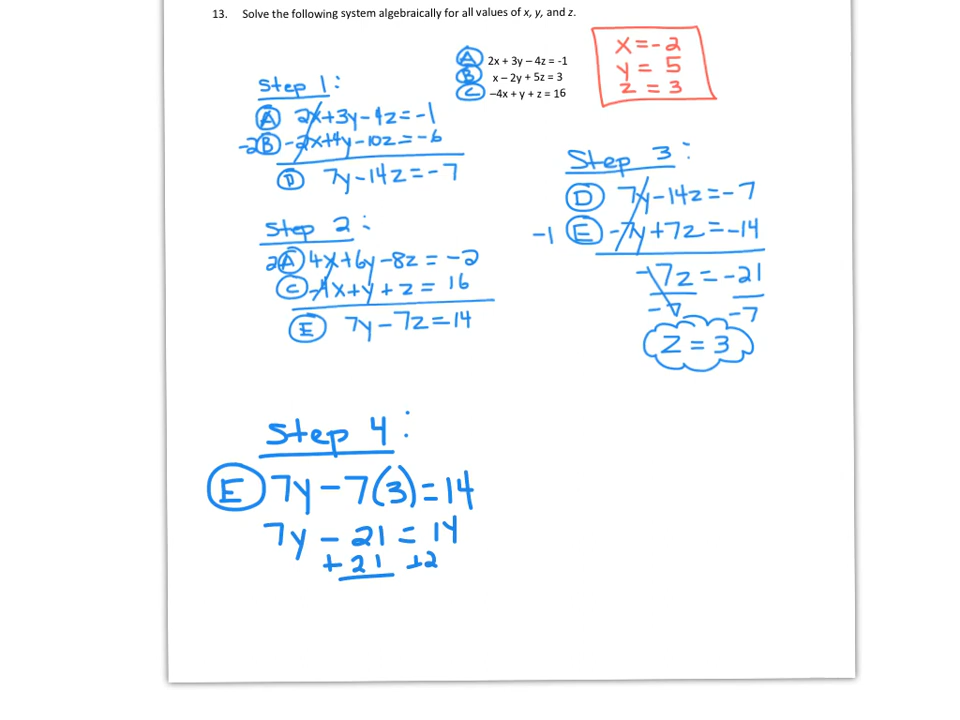 13. Solve the following system algebraically for all values of x, y, and z.
A 2x + 3y – 4z = -1
B x – 2y + 5z = 3
C –4x + y + z = 16
x = -2
y = 5
z = 3
Step 1:
A 2x+3y-4z=-1
-2B -2x+4y-10z=-6
D 7y-14z=-7
Step 2:
2A 4x+6y-8z=-2
C -4x+y+z=16
E 7y-7z=14
Step 3:
D 7y-14z=-7
-1 E -7y+7z=-14
-7z=-21
-7 -7
z=3
Step 4:
E 7y-7(3)=14
7y-21=14
+21 +2